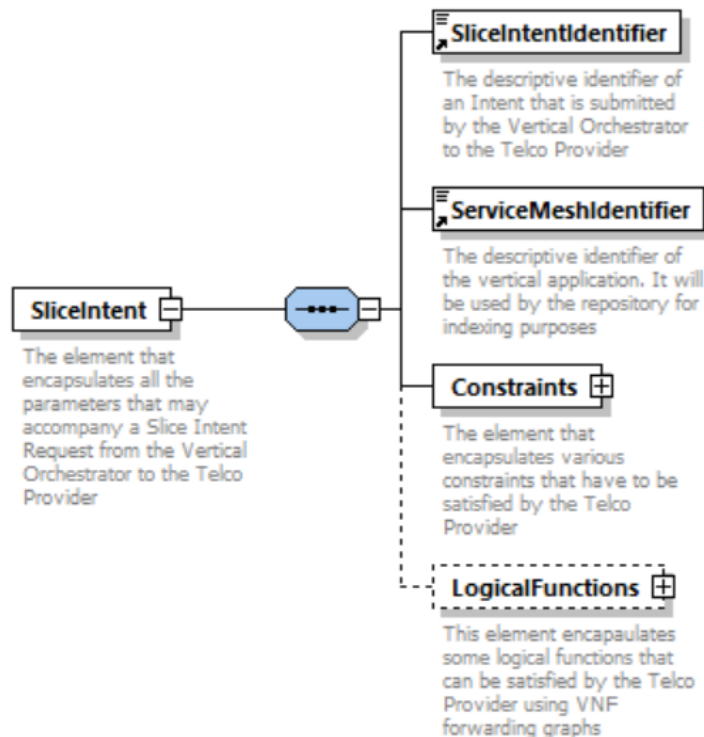 SliceIntentIdentifier
The descriptive identifier of
an Intent that is submitted
by the Vertical Orchestrator
to the Telco Provider
ServiceMeshIdentifier
The descriptive identifier of
the vertical application. It will
be used by the repository for
indexing purposes
SliceIntent
The element that
encapsulates all the
parameters that may
accompany a Slice Intent
Request from the Vertical
Orchestrator to the Telco
Provider
Constraints
The element that
encapsulates various
constraints that have to be
satisfied by the Telco
Provider
LogicalFunctions
This element encapaulates
some logical functions that
can be satisfied by the Telco
Provider using VNF
forwarding graphs